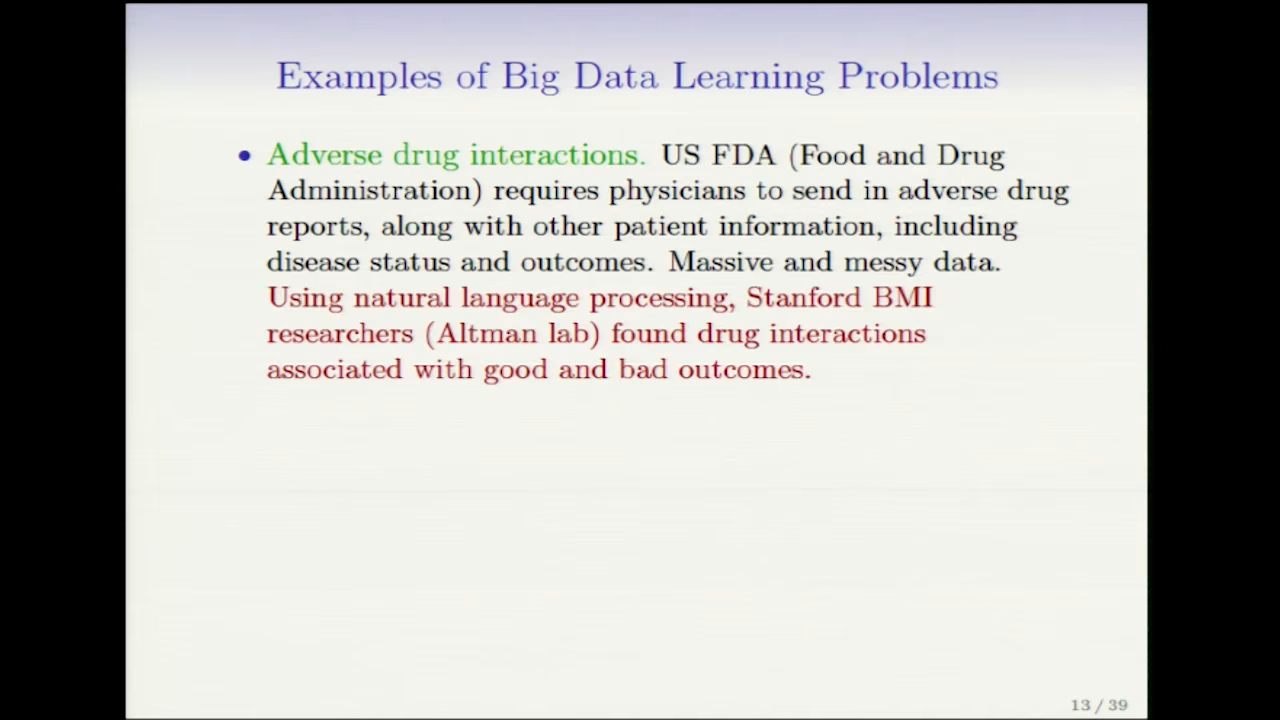 Examples of Big Data Learning Problems
• Adverse drug interactions. US FDA (Food and Drug
Administration) requires physicians to send in adverse drug
reports, along with other patient information, including
disease status and outcomes. Massive and messy data.
Using natural language processing, Stanford BMI
researchers (Altman lab) found drug interactions
associated with good and bad outcomes.
13 / 39